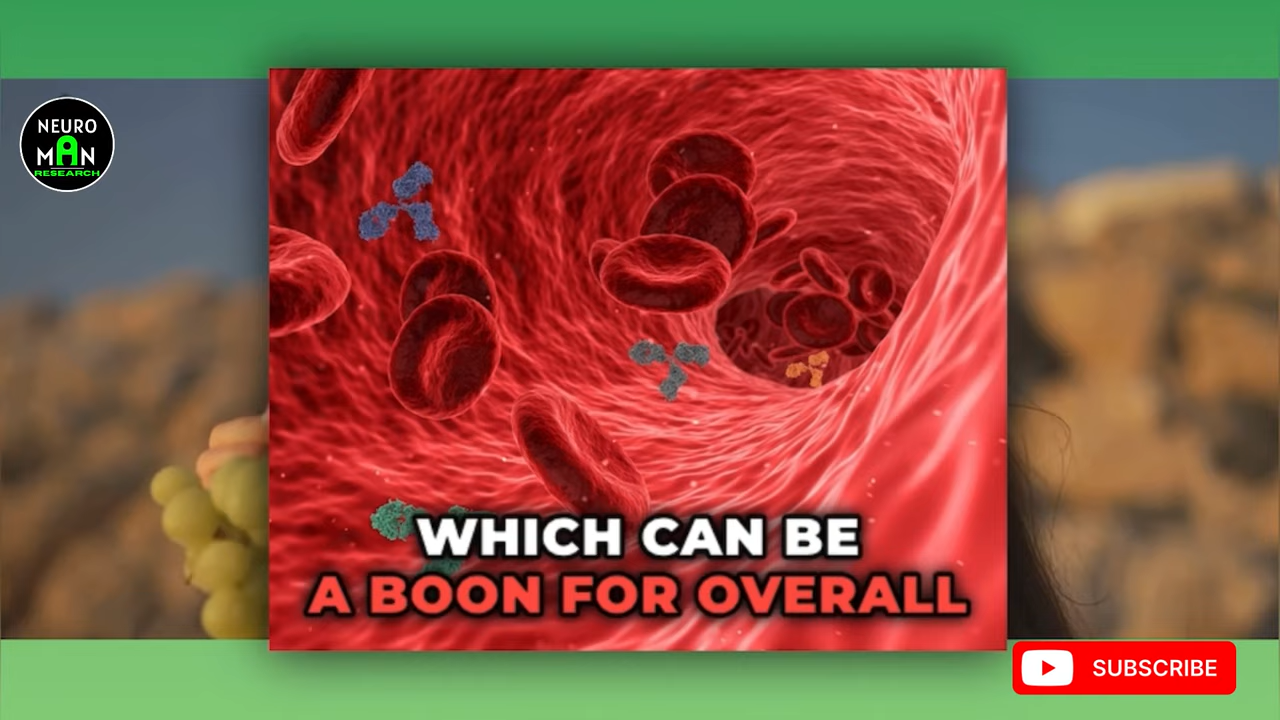 NEURO
MAN
RESEARCH
WHICH CAN BE
A BOON FOR OVERALL
SUBSCRIBE